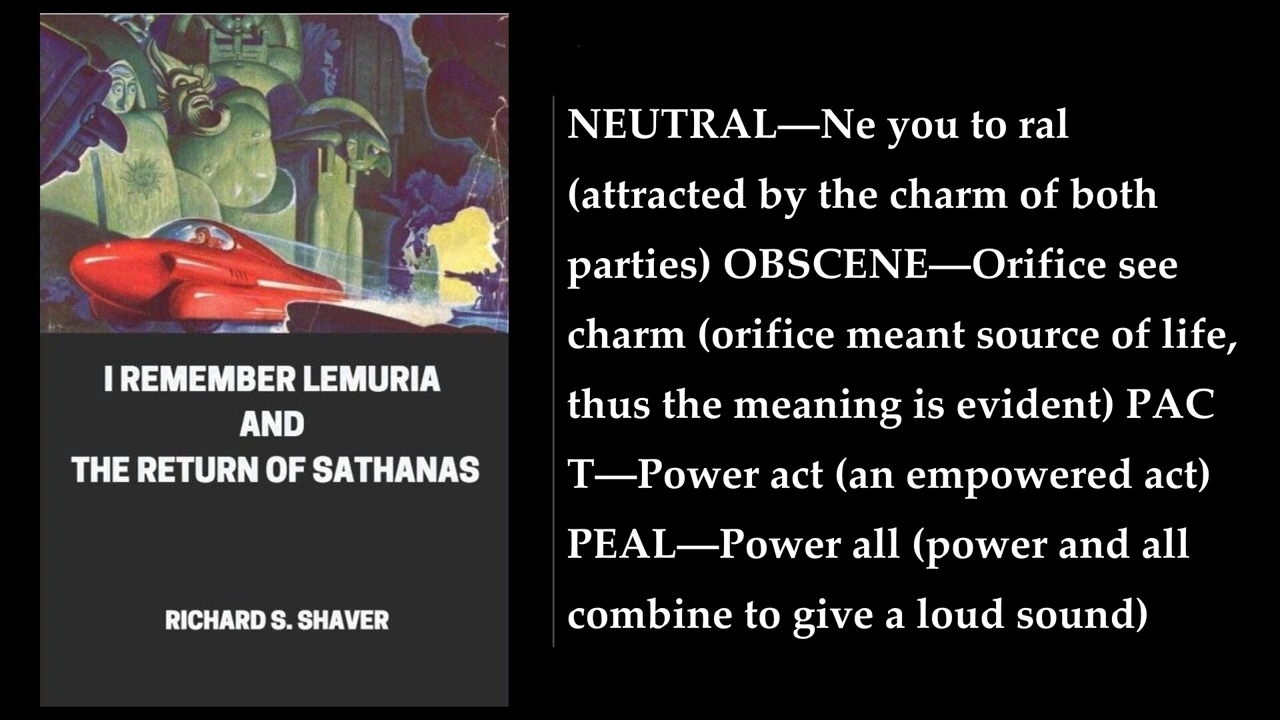 I REMEMBER LEMURIA
AND
THE RETURN OF SATHANAS
RICHARD S. SHAVER
NEUTRAL—Ne you to ral
(attracted by the charm of both
parties) OBSCENE—Orifice see
charm (orifice meant source of life,
thus the meaning is evident) PAC
T—Power act (an empowered act)
PEAL—Power all (power and all
combine to give a loud sound)